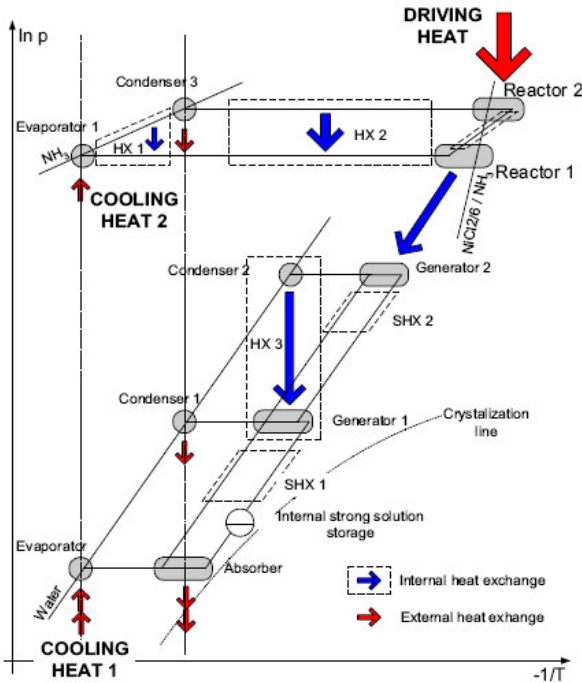 ln p
DRIVING
HEAT
Condenser 3
Reactor 2
Evaporator 1
NH3
HX 1
HX 2
Reactor 1
COOLING
HEAT 2
NiCl2/6 / NH3
Condenser 2
Generator 2
SHX 2
HX 3
Condenser 1
Generator 1
Crystalization
line
SHX 1
Internal strong solution
storage
Evaporator
Absorber
Water
Internal heat exchange
External heat exhange
COOLING
HEAT 1
-1/T